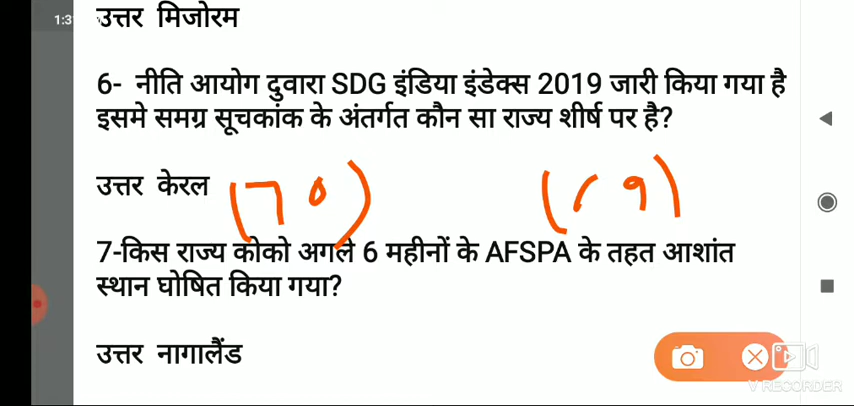 1:3
उत्तर मिजोरम
6- नीति आयोग दुवारा SDG इंडिया इंडेक्स 2019 जारी किया गया है
इसमे समग्र सूचकांक के अंतर्गत कौन सा राज्य शीर्ष पर है?
उत्तर केरल (70) (69)
7-किस राज्य कोको अगले 6 महीनों के AFSPA के तहत आशांत
स्थान घोषित किया गया?
उत्तर नागालैंड
V RECORDER